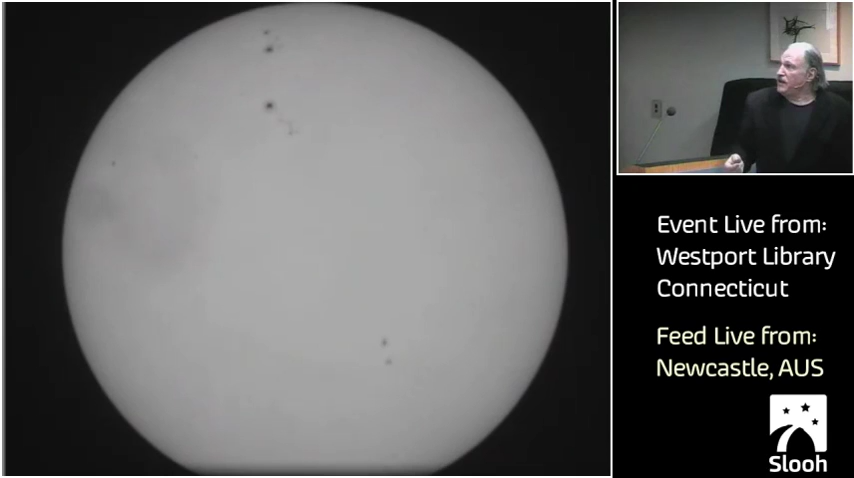 Event Live from:
Westport Library
Connecticut
Feed Live from:
Newcastle, AUS
Slooh